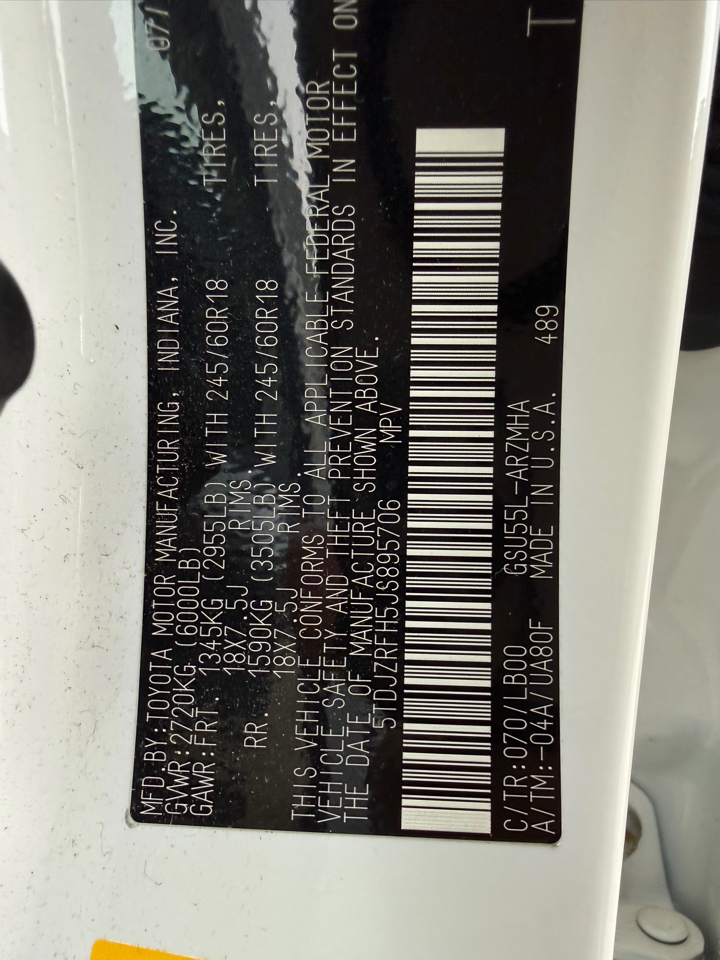 MFD.BY:TOYOTA MOTOR MANUFACTURING, INDIANA, INC. 07/
GVWR:2720KG (6000LB)
GAWR:FRT. 1345KG (2955LB) WITH 245/60R18 TIRES,
18X7.5J RIMS.
RR. 1590KG (3505LB) WITH 245/60R18 TIRES,
18X7.5J RIMS.
THIS VEHICLE CONFORMS TO ALL APPLICABLE FEDERAL MOTOR
VEHICLE SAFETY AND THEFT PREVENTION STANDARDS IN EFFECT ON
THE DATE OF MANUFACTURE SHOWN ABOVE.
5TDJZRFH5JS895706 MPV
C/TR:070/LB00 GSU55L-ARZMHA T
A/TM:-04A/UA80F MADE IN U.S.A. 489